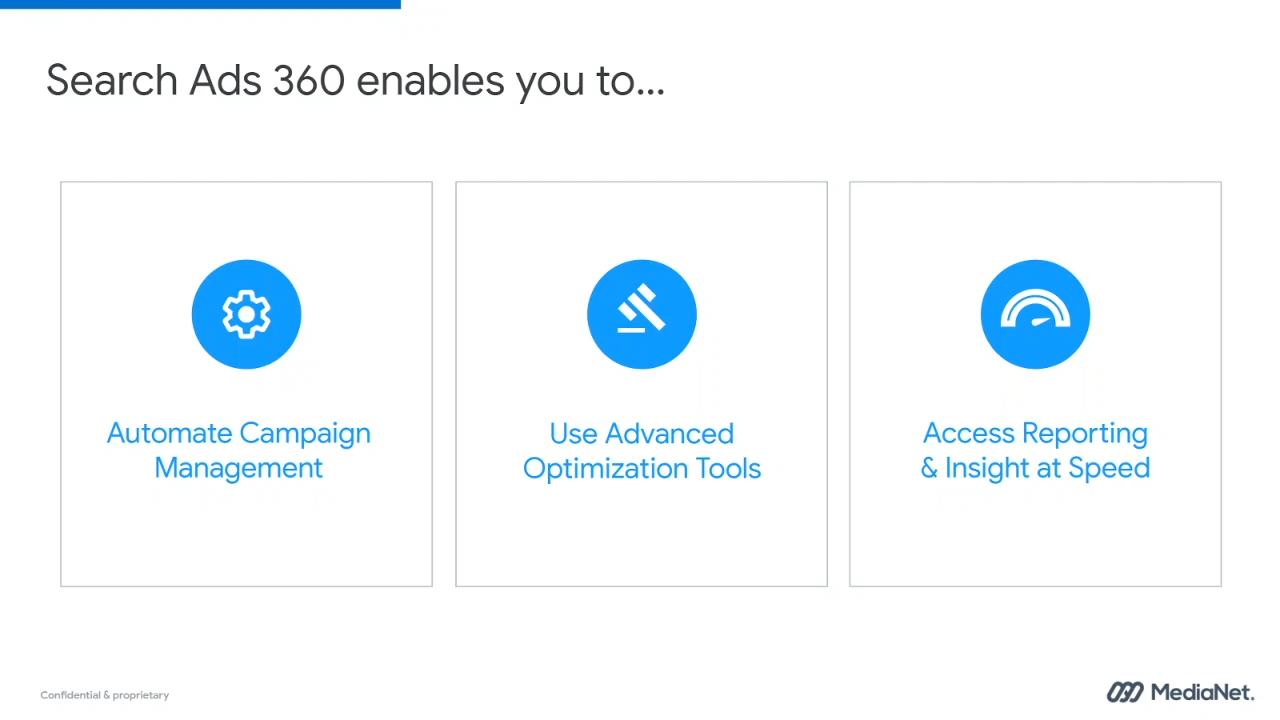 Search Ads 360 enables you to...
Automate Campaign
Management
Use Advanced
Optimization Tools
Access Reporting
& Insight at Speed
Confidential & proprietary
MediaNet.